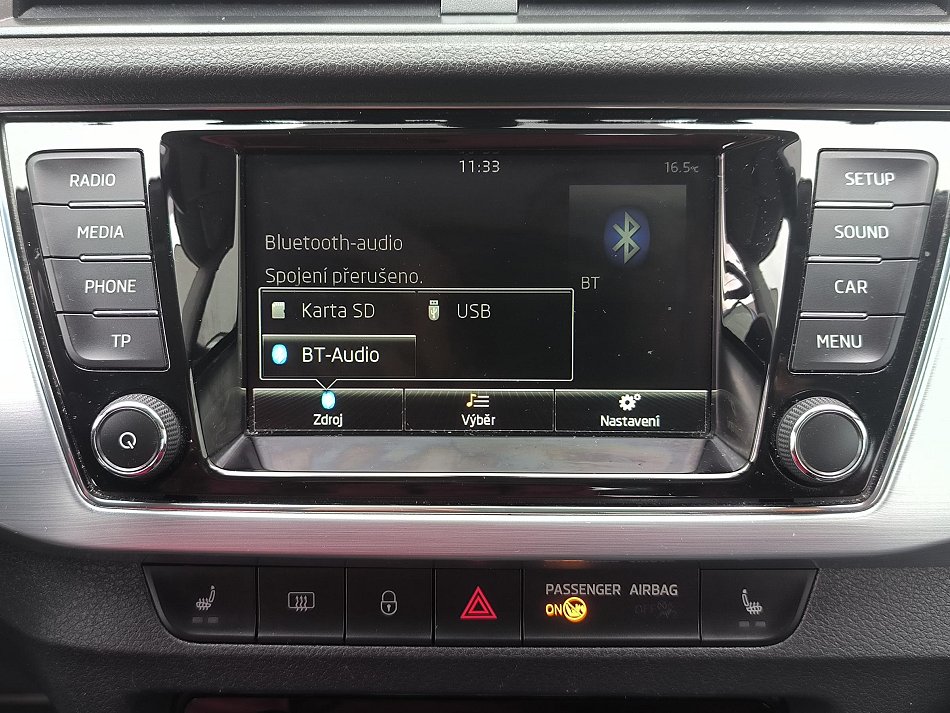 11:33
16.5°C
RADIO
MEDIA
PHONE
TP
SETUP
SOUND
CAR
MENU
Bluetooth-audio
Spojení přerušeno.
BT
Karta SD
USB
BT-Audio
Zdroj
Výběr
Nastavení
PASSENGER AIRBAG
ON
OFF